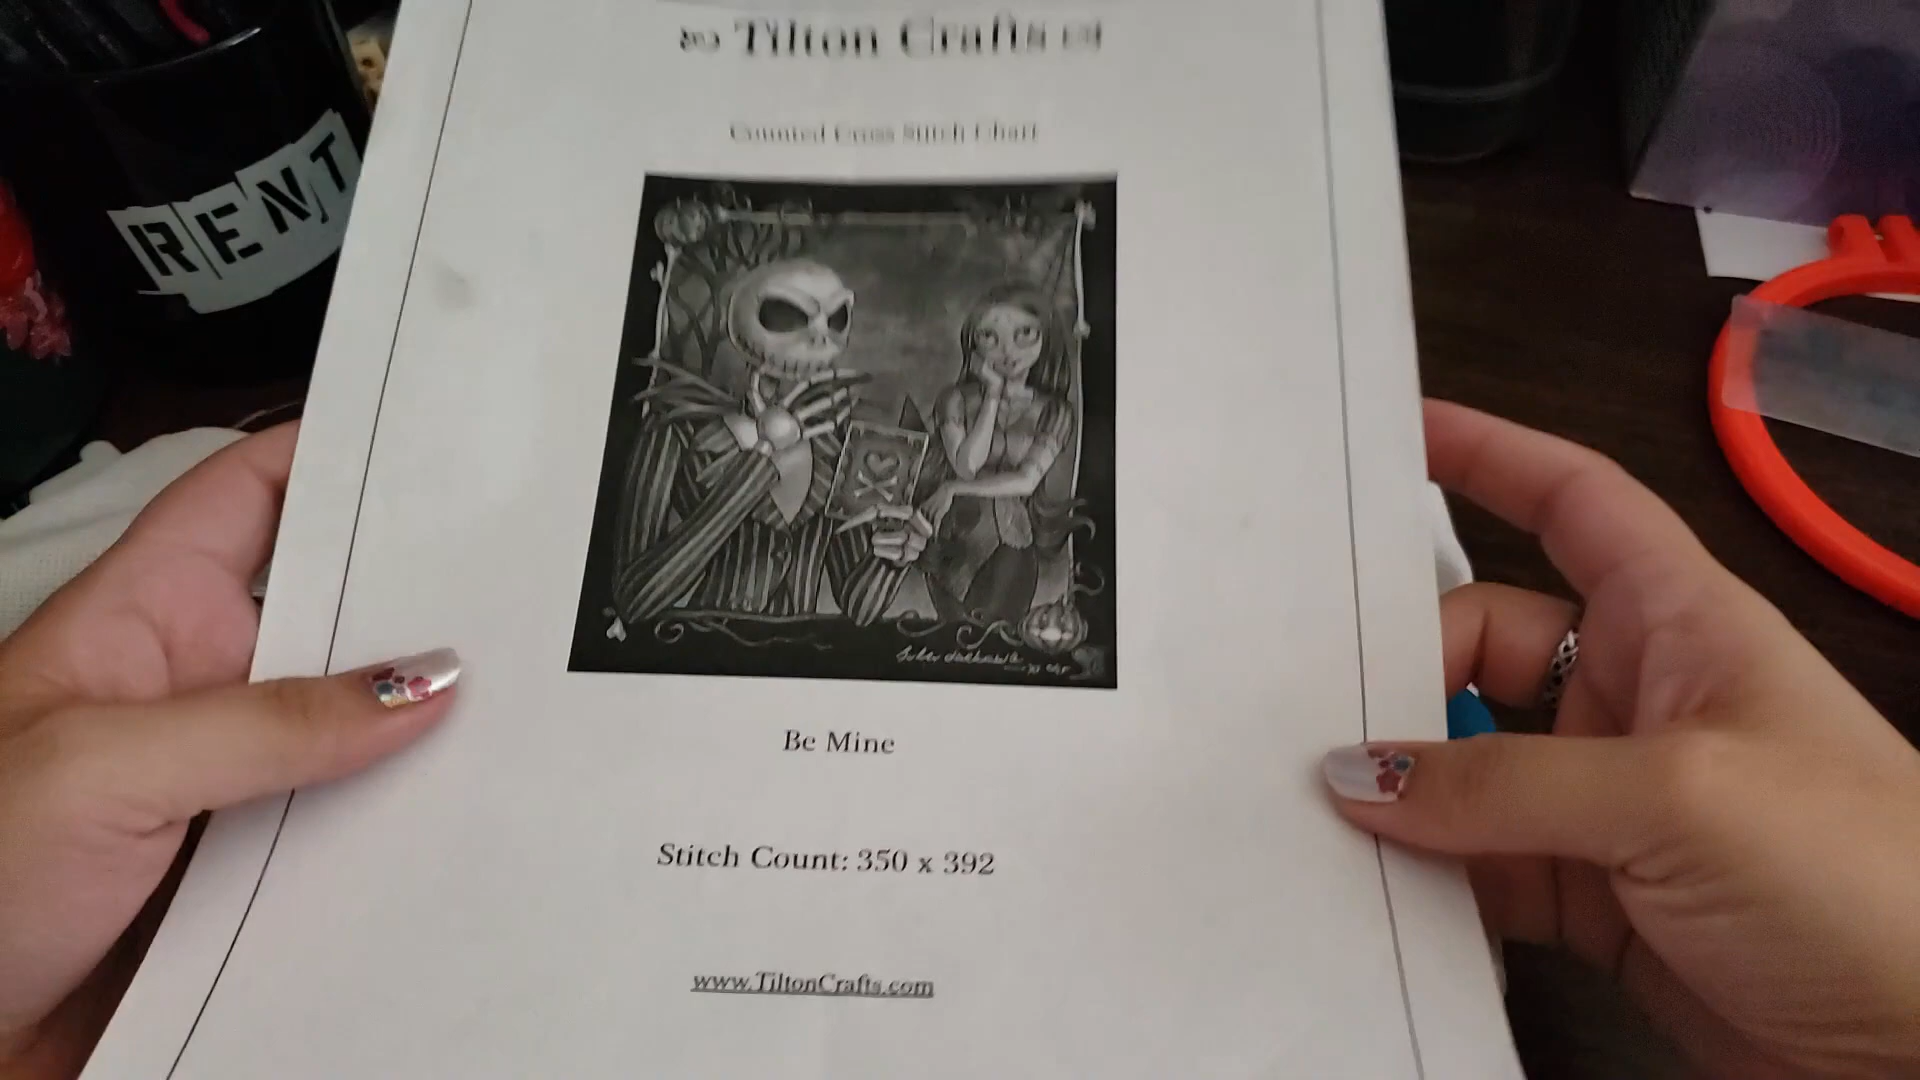 Tilton Crafts
Counted Cross Stitch Chart
RENT
Be Mine
Stitch Count: 350 x 392
www.TiltonCrafts.com